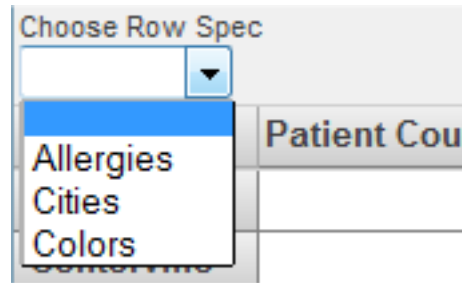 Choose Row Spec
Patient Cou
Allergies
Cities
Colors